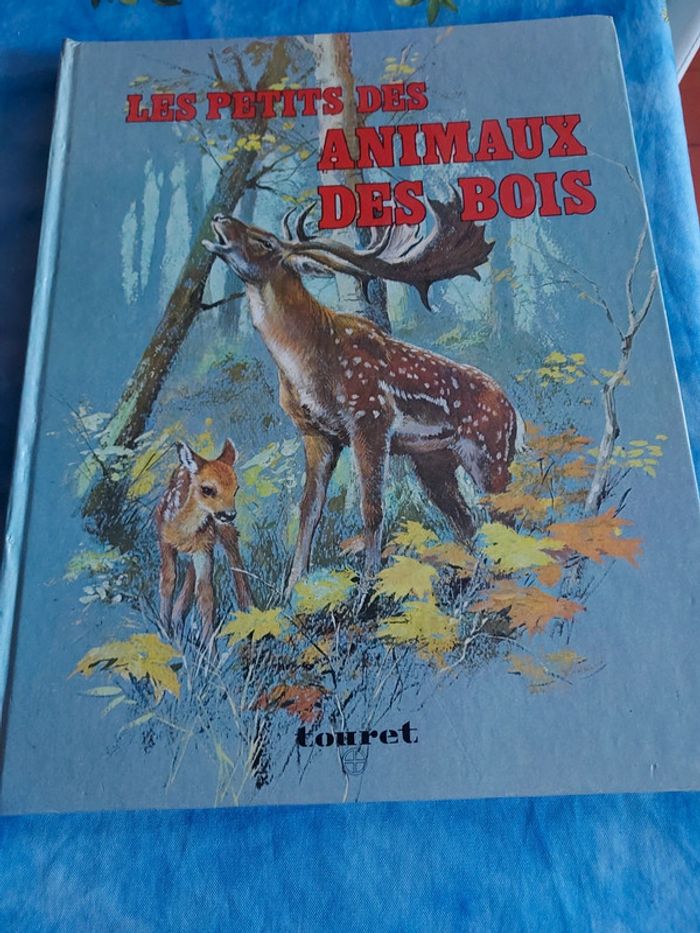 LES PETITS DES
ANIMAUX
DES BOIS
touret